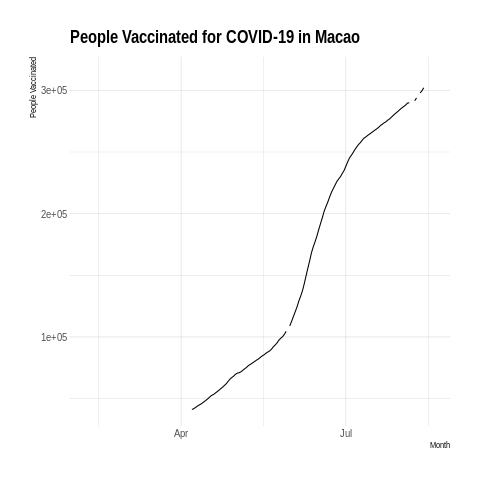 People Vaccinated for COVID-19 in Macao
People Vaccinated
3e+05
2e+05
1e+05
Apr
Jul
Month